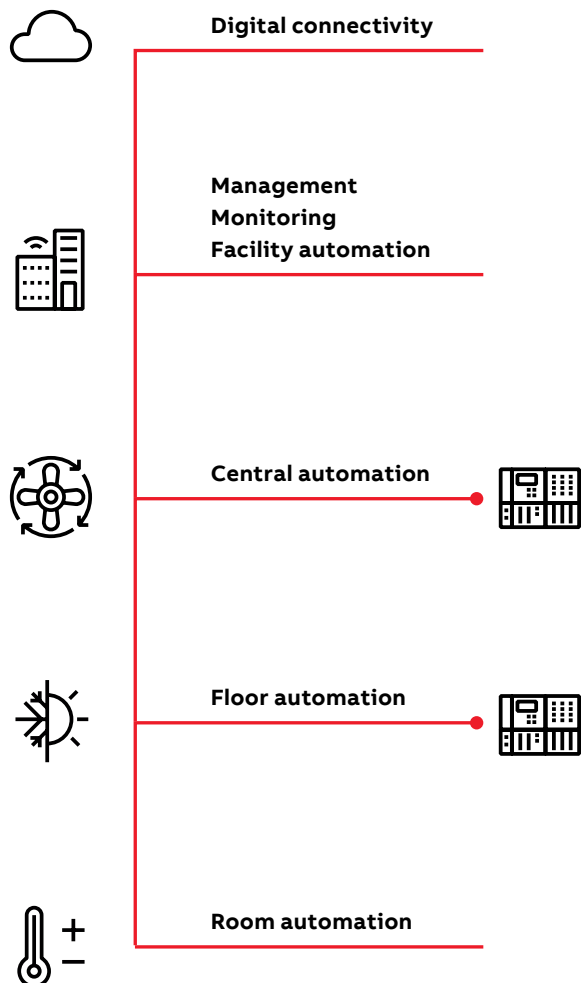 Digital connectivity
Management
Monitoring
Facility automation
Central automation
Floor automation
Room automation